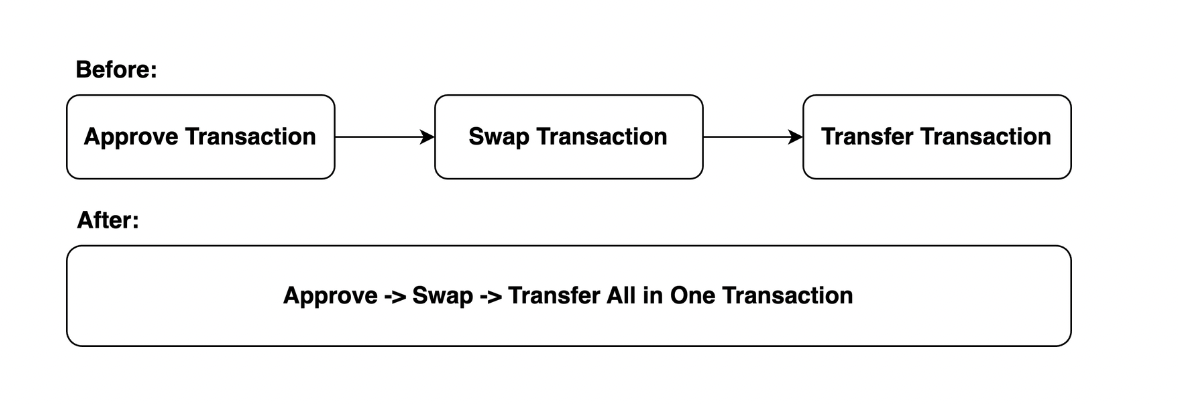 Before:
Approve Transaction
Swap Transaction
Transfer Transaction
After:
Approve -> Swap -> Transfer All in One Transaction